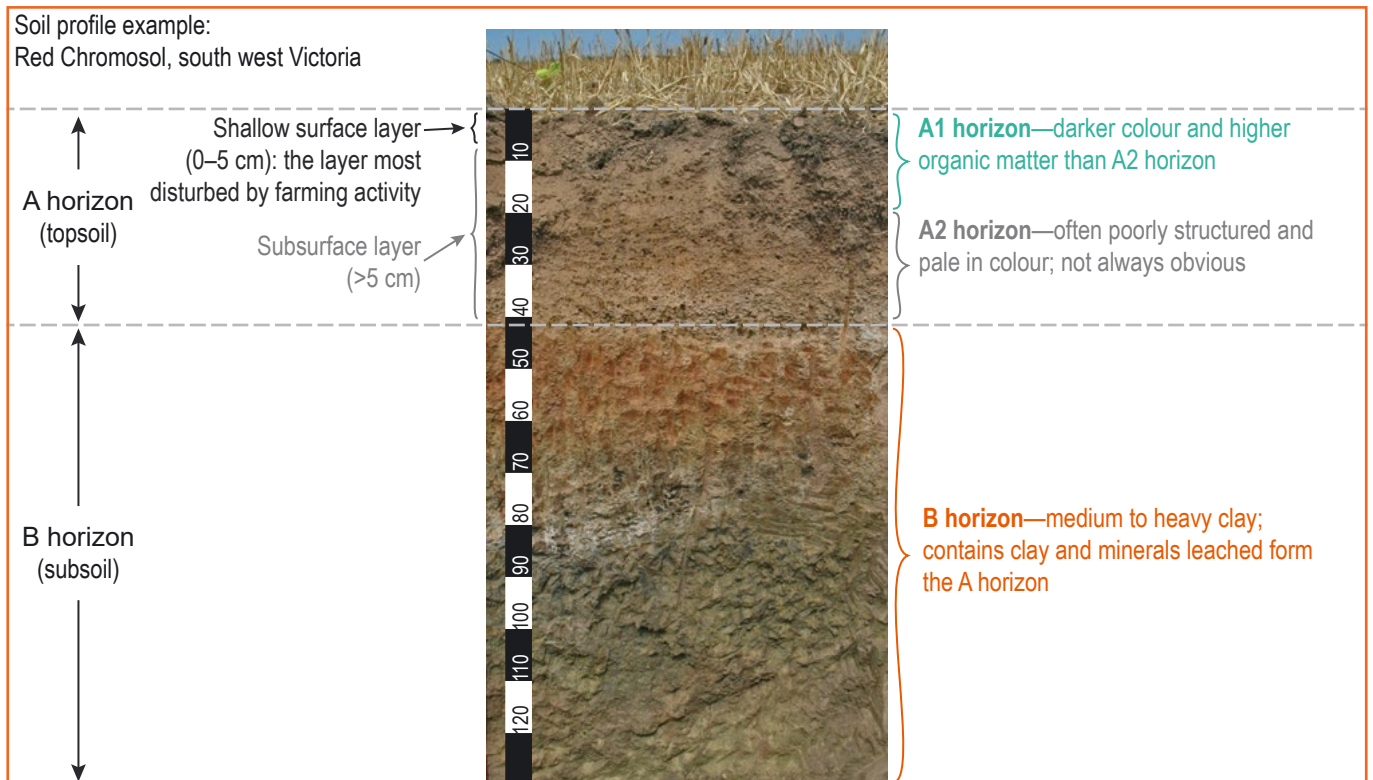 Soil profile example:
Red Chromosol, south west Victoria
A horizon
(topsoil)
Shallow surface layer
(0–5 cm): the layer most
disturbed by farming activity
Subsurface layer
(>5 cm)
B horizon
(subsoil)
10
20
30
40
50
60
70
80
90
100
110
120
A1 horizon—darker colour and higher
organic matter than A2 horizon
A2 horizon—often poorly structured and
pale in colour; not always obvious
B horizon—medium to heavy clay;
contains clay and minerals leached form
the A horizon